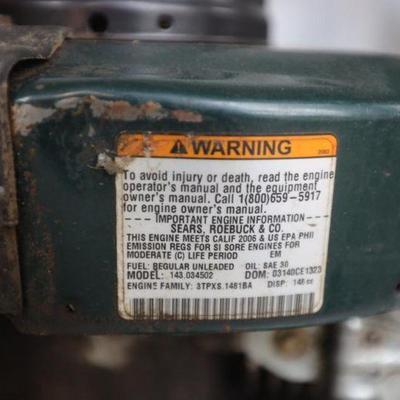 WARNING
To avoid injury or death, read the engine
operator's manual and the equipment
owner's manual. Call 1(800)659-5917
for engine owner's manual.
IMPORTANT ENGINE INFORMATION
SEARS, ROEBUCK & CO.
THIS ENGINE MEETS CALIF 2006 & US EPA PHII
EMISSION REGS FOR SI SORE ENGINES FOR
MODERATE (C) LIFE PERIOD EM
FUEL: REGULAR UNLEADED OIL: SAE 30
MODEL: 143.034502 DOM: 03140CE1323
ENGINE FAMILY: 3TPXS.1481BA DISP: 148 cc